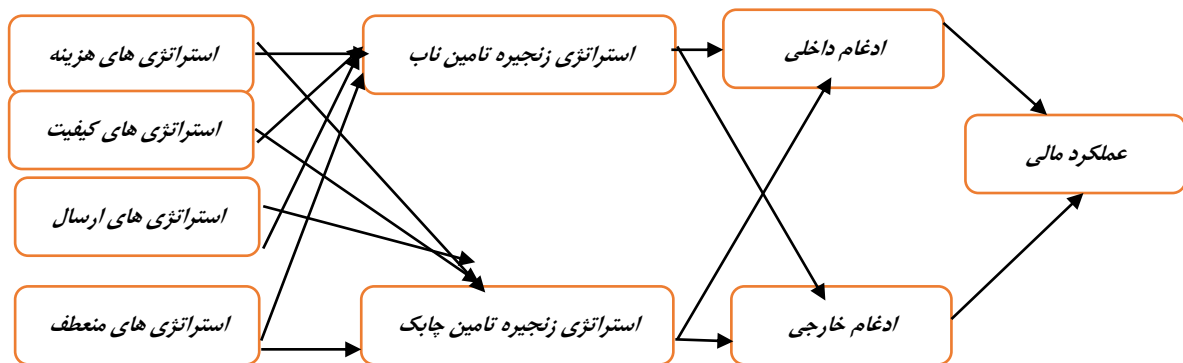 استراتژی های هزینه
استراتژی زنجیره تامین ناب
ادغام داخلی
استراتژی های کیفیت
عملکرد مالی
استراتژی های ارسال
استراتژی های منعطف
استراتژی زنجیره تامین چابک
ادغام خارجی